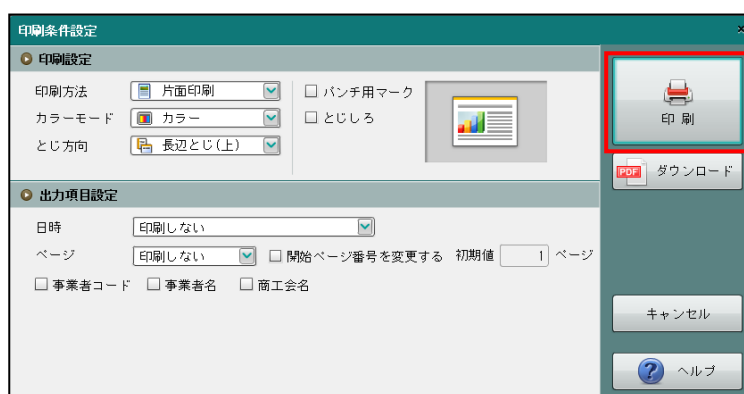 印刷条件設定 ×
印刷設定
印刷方法 片面印刷 パンチ用マーク
カラーモード カラー とじしろ
とじ方向 長辺とじ(上)
印 刷
PDF ダウンロード
出力項目設定
日時 印刷しない
ページ 印刷しない 開始ページ番号を変更する 初期値 1 ページ
事業者コード 事業者名 商工会名
キャンセル
? ヘルプ